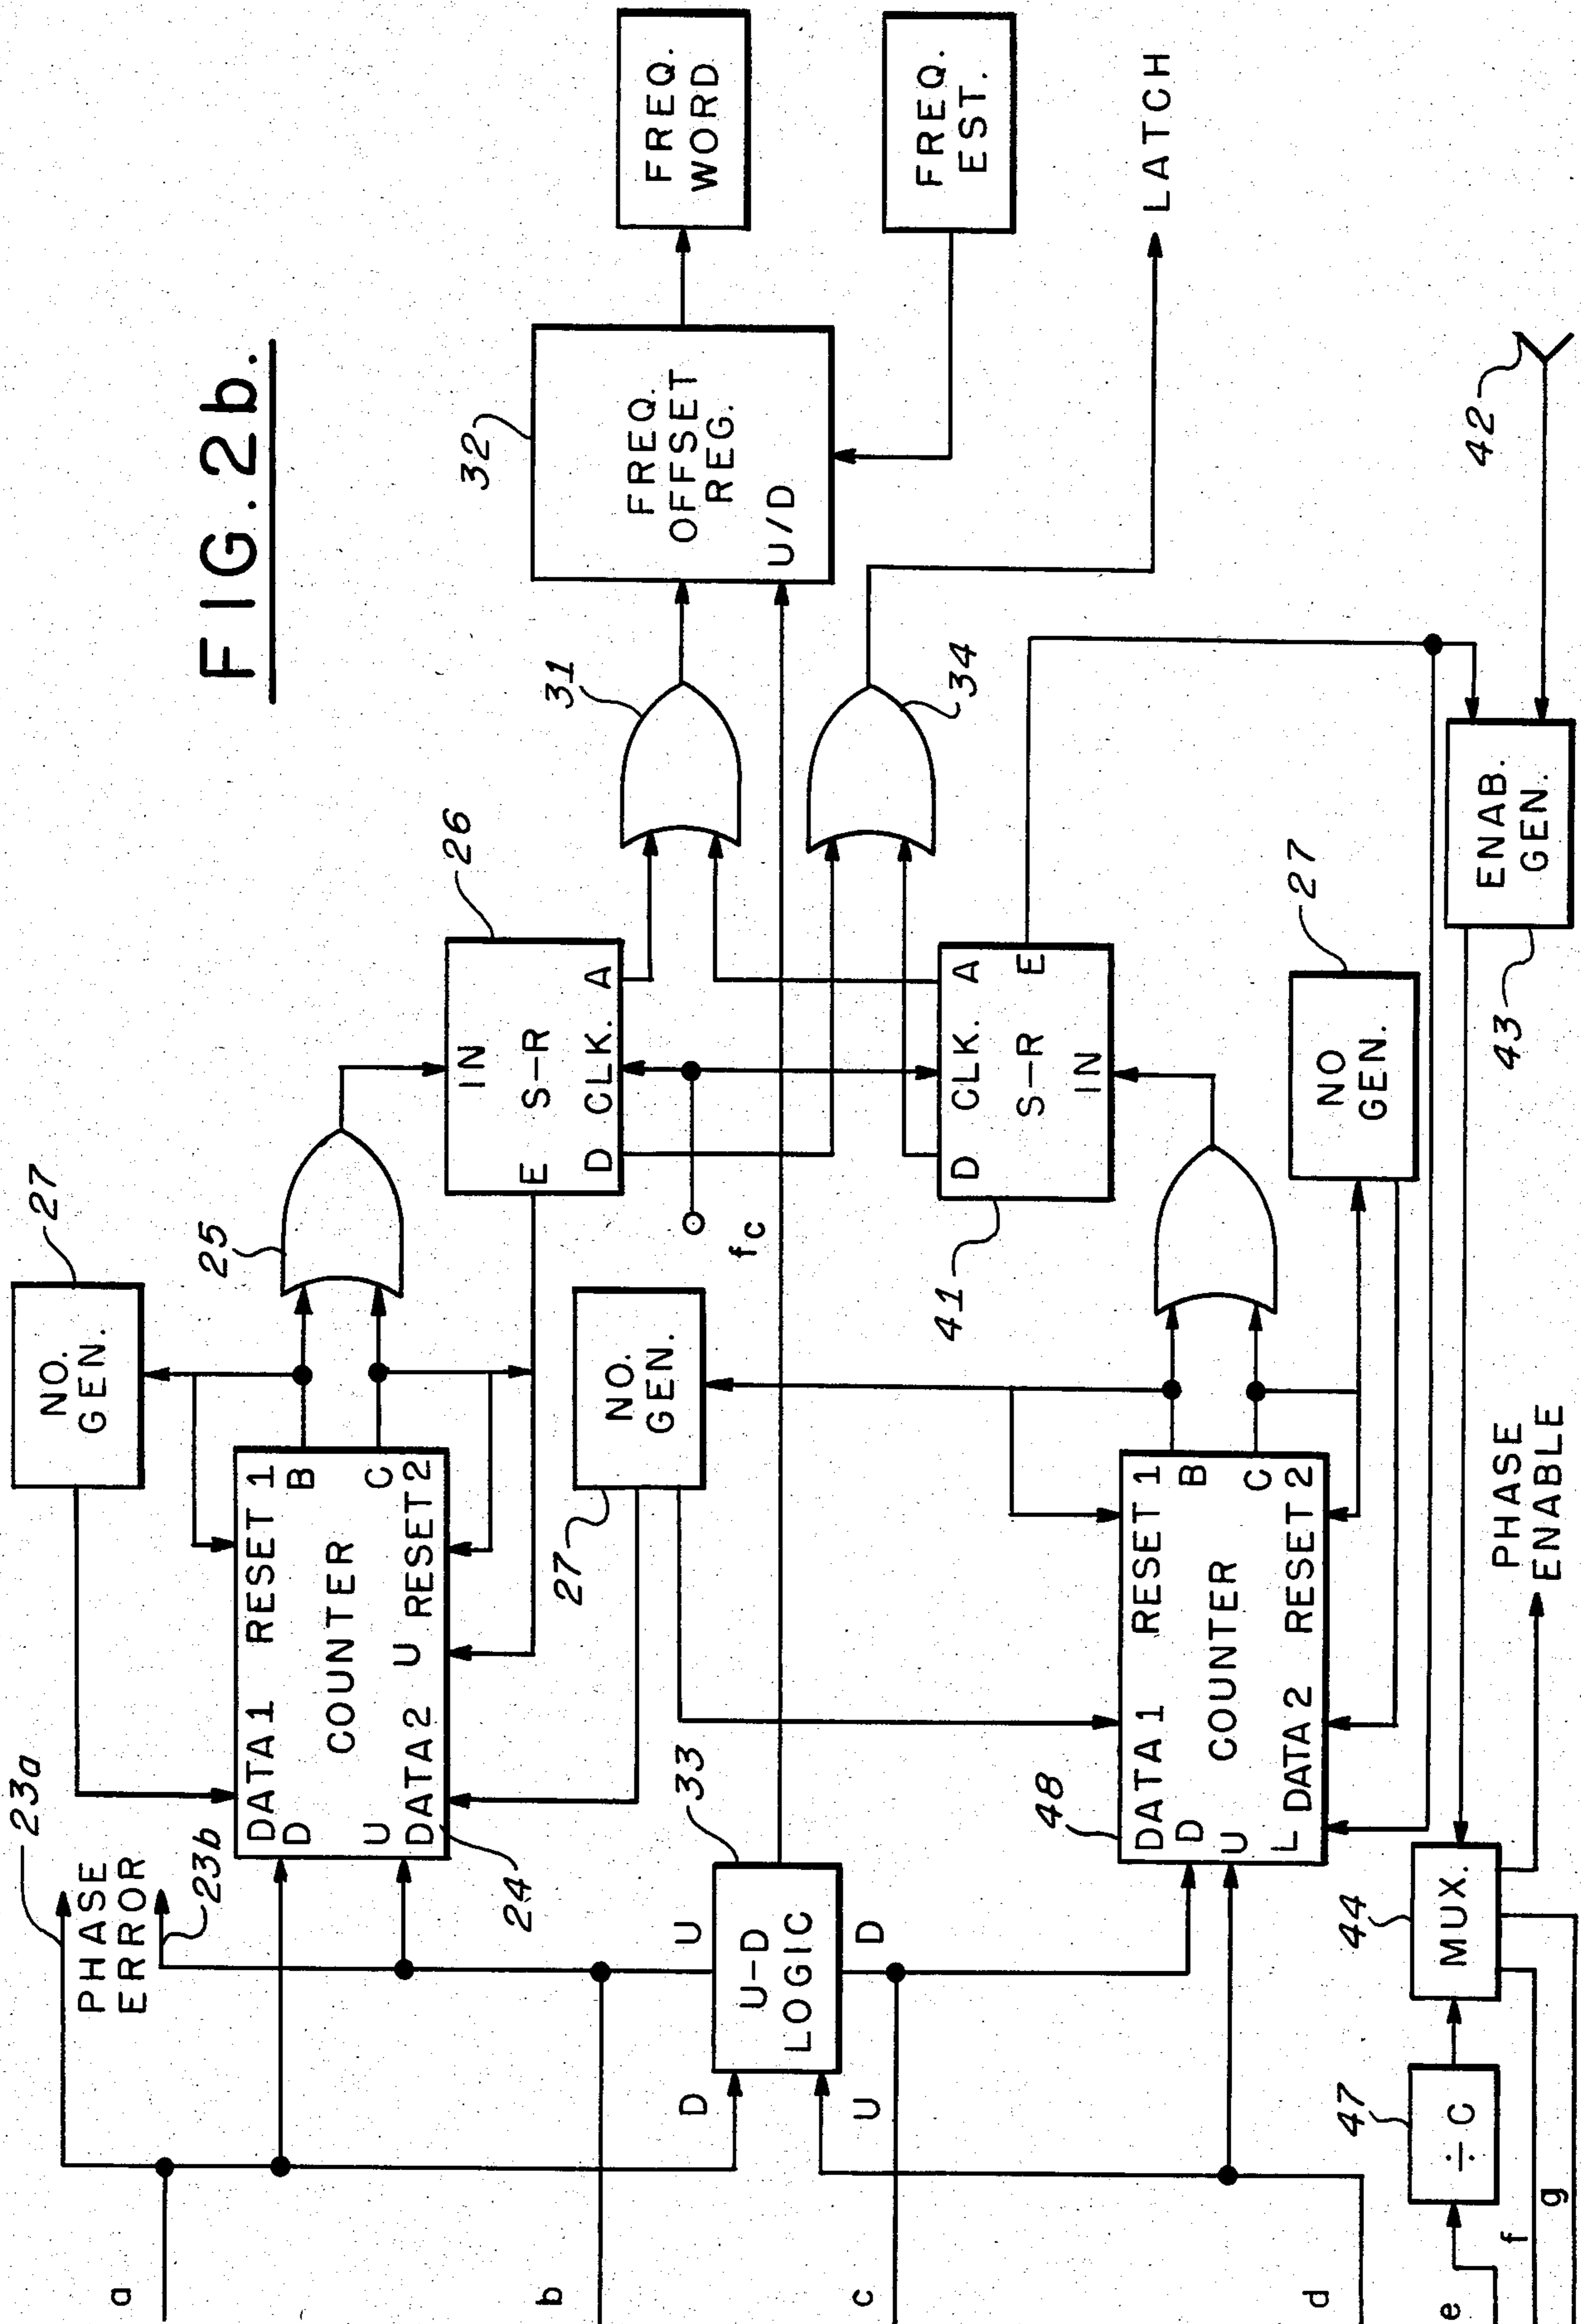 FIG.2b.
a
23a
PHASE
ERROR
23b
NO.
GEN.
27
DATA 1 RESET 1
D
B
COUNTER
U
C
DATA 2 U RESET 2
24
25
IN
E S-R
D CLK. A
26
31
32
FREQ.
OFFSET
REG.
U/D
FREQ.
WORD
FREQ.
EST.
LATCH
b
U
D
U-D
LOGIC
33
U
D
c
NO.
GEN.
27
fc
34
D CLK. A
S-R E
IN
41
NO
GEN.
27
48
DATA 1 RESET 1
D
B
U
COUNTER
C
L DATA 2 RESET 2
d
42
ENAB.
GEN.
43
e
÷C
47
MUX.
44
PHASE
ENABLE
f
g